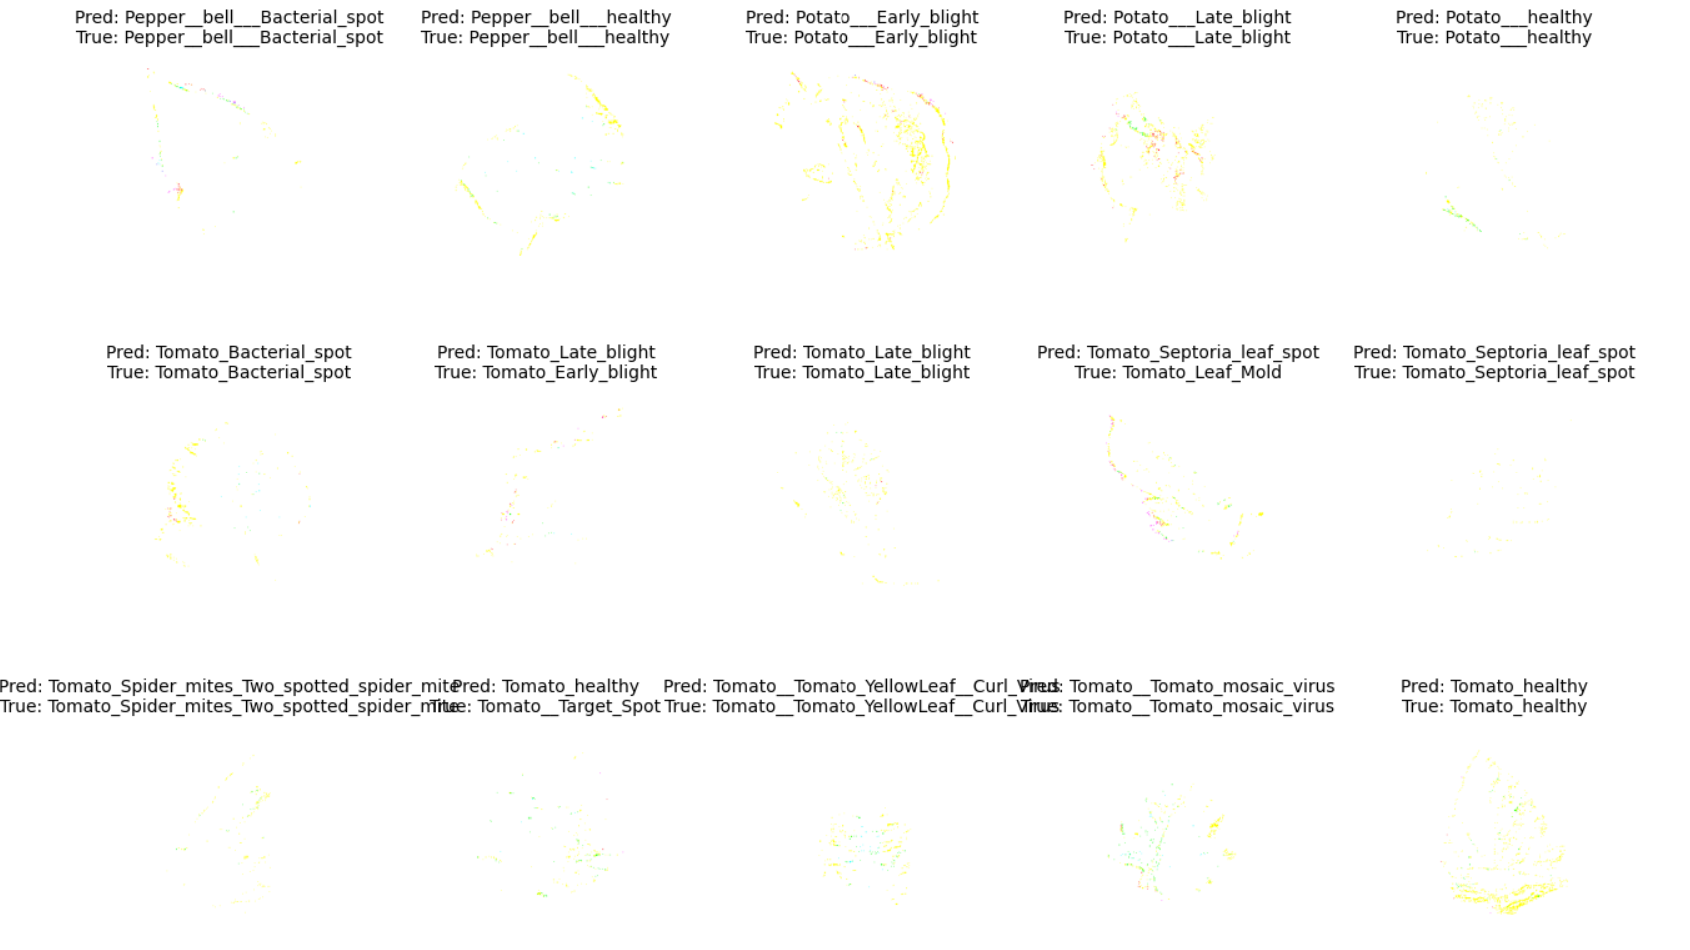 Pred: Pepper__bell___Bacterial_spot
True: Pepper__bell___Bacterial_spot
Pred: Pepper__bell___healthy
True: Pepper__bell___healthy
Pred: Potato___Early_blight
True: Potato___Early_blight
Pred: Potato___Late_blight
True: Potato___Late_blight
Pred: Potato___healthy
True: Potato___healthy
Pred: Tomato_Bacterial_spot
True: Tomato_Bacterial_spot
Pred: Tomato_Late_blight
True: Tomato_Early_blight
Pred: Tomato_Late_blight
True: Tomato_Late_blight
Pred: Tomato_Septoria_leaf_spot
True: Tomato_Leaf_Mold
Pred: Tomato_Septoria_leaf_spot
True: Tomato_Septoria_leaf_spot
Pred: Tomato_Spider_mites_Two_spotted_spider_mite
True: Tomato_Spider_mites_Two_spotted_spider_mite
Pred: Tomato_healthy
True: Tomato__Target_Spot
Pred: Tomato__Tomato_YellowLeaf__Curl_Virus
True: Tomato__Tomato_YellowLeaf__Curl_Virus
Pred: Tomato__Tomato_mosaic_virus
True: Tomato__Tomato_mosaic_virus
Pred: Tomato_healthy
True: Tomato_healthy